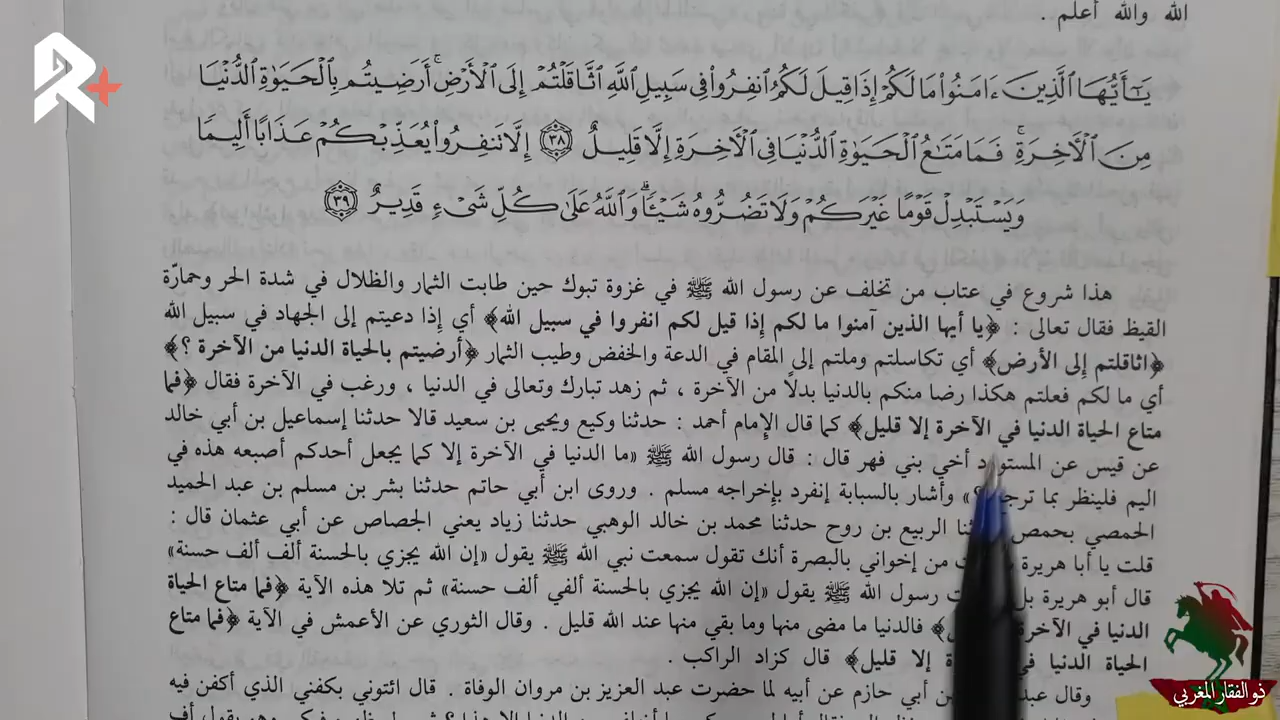 الله والله أعلم .
يَـٰٓأَيُّهَا ٱلَّذِينَ ءَامَنُوا۟ مَا لَكُمْ إِذَا قِيلَ لَكُمُ ٱنفِرُوا۟ فِى سَبِيلِ ٱللَّهِ ٱثَّاقَلْتُمْ إِلَى ٱلْأَرْضِ ۚ أَرَضِيتُم بِٱلْحَيَوٰةِ ٱلدُّنْيَا
مِنَ ٱلْأَخِرَةِ ۚ فَمَا مَتَـٰعُ ٱلْحَيَوٰةِ ٱلدُّنْيَا فِى ٱلْأَخِرَةِ إِلَّا قَلِيلٌ ٣٨ إِلَّا تَنفِرُوا۟ يُعَذِّبْكُمْ عَذَابًا أَلِيمًا
وَيَسْتَبْدِلْ قَوْمًا غَيْرَكُمْ وَلَا تَضُرُّوهُ شَيْـًٔا ۗ وَٱللَّهُ عَلَىٰ كُلِّ شَىْءٍ قَدِيرٌ ٣٩
هذا شروع في عتاب من تخلف عن رسول الله ﷺ في غزوة تبوك حين طابت الثمار والظلال في شدة الحر وحمارّة
القيظ فقال تعالى : ﴿يا أيها الذين آمنوا ما لكم إذا قيل لكم انفروا في سبيل الله﴾ أي إذا دعيتم إلى الجهاد في سبيل الله
﴿اثاقلتم إلى الأرض﴾ أي تكاسلتم وملتم إلى المقام في الدعة والخفض وطيب الثمار ﴿أرضيتم بالحياة الدنيا من الآخرة ؟﴾
أي ما لكم فعلتم هكذا رضا منكم بالدنيا بدلاً من الآخرة ، ثم زهد تبارك وتعالى في الدنيا ، ورغب في الآخرة فقال ﴿فما
متاع الحياة الدنيا في الآخرة إلا قليل﴾ كما قال الإمام أحمد : حدثنا وكيع ويحيى بن سعيد قالا حدثنا إسماعيل بن أبي خالد
عن قيس عن أخي بني فهر قال : قال رسول الله ﷺ «ما الدنيا في الآخرة إلا كما يجعل أحدكم أصبعه هذه في
اليم فلينظر بما وأشار بالسبابة إنفرد بإخراجه مسلم . وروى ابن أبي حاتم حدثنا بشر بن مسلم بن عبد الحميد
الحمصي بحمص الربيع بن روح حدثنا محمد بن خالد الوهبي حدثنا زياد يعني الجصاص عن أبي عثمان قال :
قلت يا أبا هريرة من إخواني بالبصرة أنك تقول سمعت نبي الله ﷺ يقول «إن الله يجزي بالحسنة ألف ألف حسنة»
قال أبو هريرة بل رسول الله ﷺ يقول «إن الله يجزي بالحسنة ألفي ألف حسنة» ثم تلا هذه الآية ﴿فما متاع الحياة
الدنيا في الآخرة فالدنيا ما مضى منها وما بقي منها عند الله قليل . وقال الثوري عن الأعمش في الآية ﴿فما متاع
الحياة الدنيا في إلا قليل﴾ قال كزاد الراكب .
وقال بن أبي حازم عن أبيه لما حضرت عبد العزيز بن مروان الوفاة . قال ائتوني بكفني الذي أكفن فيه
R+
ذو الفقار المغربي